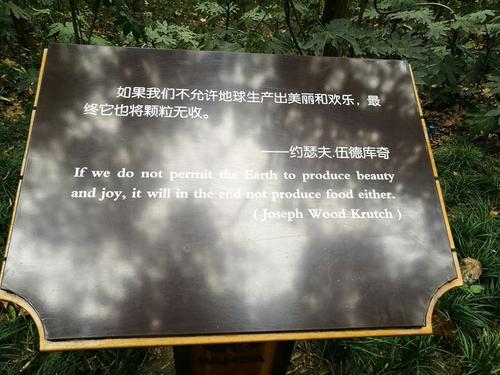 如果我们不允许地球生产出美丽和欢乐，最
终它也将颗粒无收。
——约瑟夫.伍德库奇
If we do not permit the Earth to produce beauty
and joy, it will in the end not produce food either.
( Joseph Wood Krutch )
PANDA